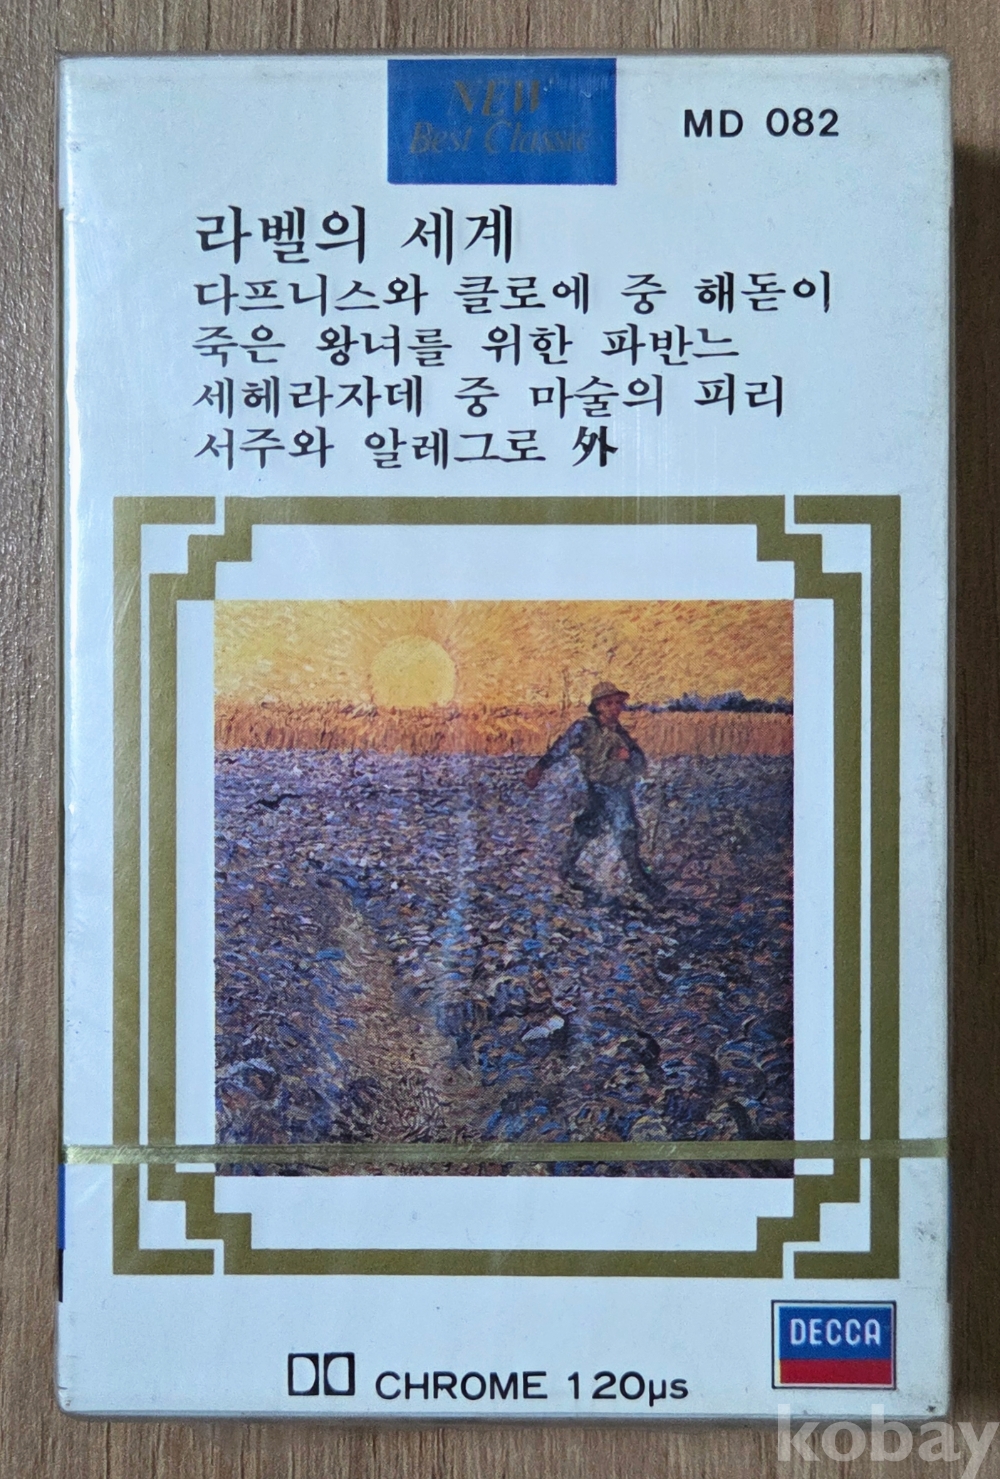 NEW
Best Classic
MD 082
라벨의 세계
다프니스와 클로에 중 해돋이
죽은 왕녀를 위한 파반느
세헤라자데 중 마술의 피리
서주와 알레그로 外
DECCA
CHROME 120µs
kobay